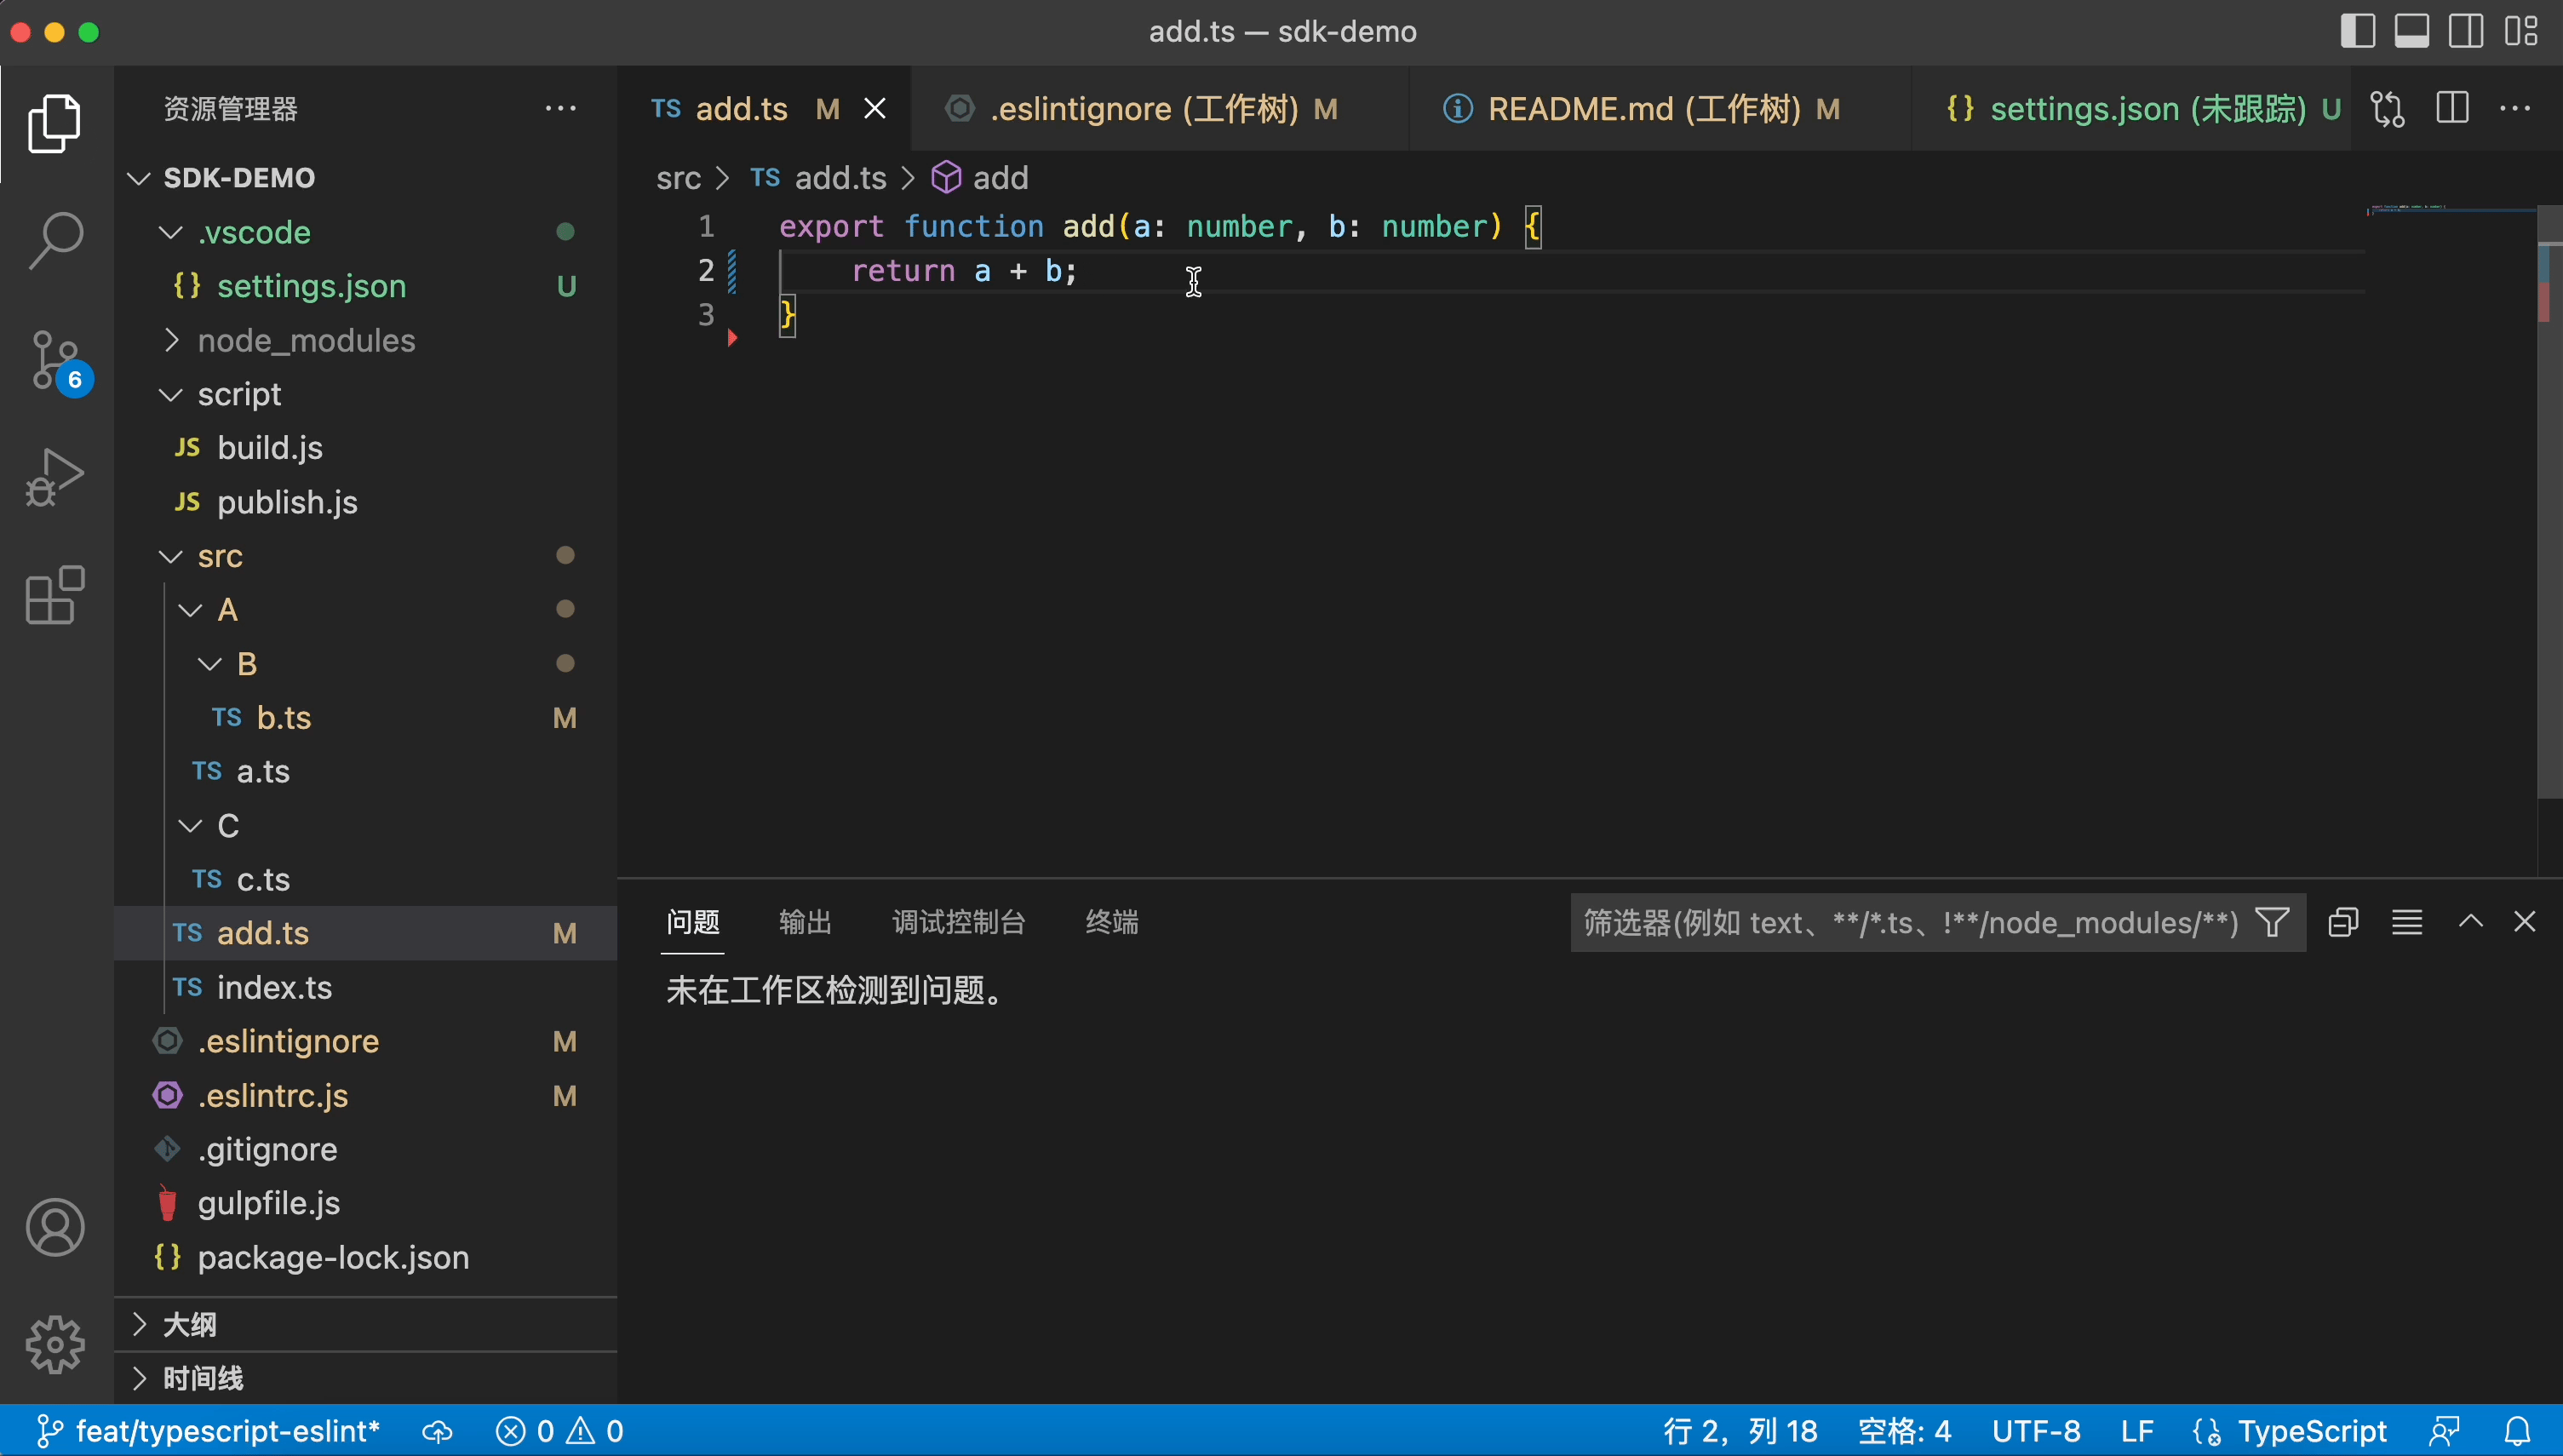 add.ts — sdk-demo
资源管理器
SDK-DEMO
.vscode
{} settings.json U
node_modules
script
JS build.js
JS publish.js
src
A
B
TS b.ts M
TS a.ts
C
TS c.ts
TS add.ts M
TS index.ts
.eslintignore M
.eslintrc.js M
.gitignore
gulpfile.js
{} package-lock.json
大纲
时间线
6
TS add.ts M
.eslintignore (工作树) M
README.md (工作树) M
{} settings.json (未跟踪) U
src > TS add.ts > add
1 export function add(a: number, b: number) {
2 return a + b;
3 }
问题 输出 调试控制台 终端
筛选器(例如 text、**/*.ts、!**/node_modules/**)
未在工作区检测到问题。
feat/typescript-eslint* 0 0 行 2，列 18 空格: 4 UTF-8 LF TypeScript